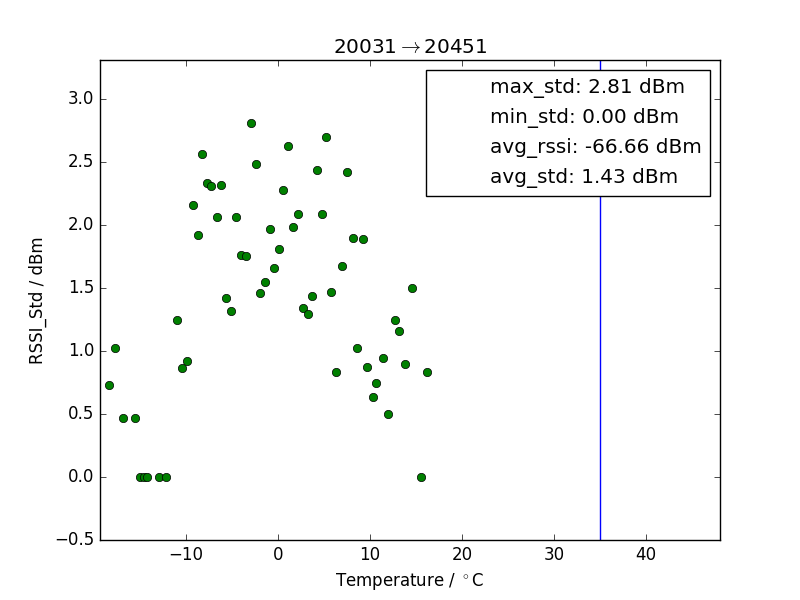 20031→20451
max_std: 2.81 dBm
min_std: 0.00 dBm
avg_rssi: -66.66 dBm
avg_std: 1.43 dBm
3.0
2.5
2.0
1.5
1.0
0.5
0.0
−0.5
RSSI_Std / dBm
−10 0 10 20 30 40
Temperature / °C